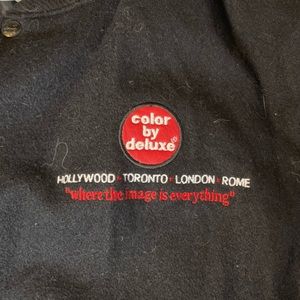 color
by
deluxe®
HOLLYWOOD • TORONTO • LONDON • ROME
"where the image is everything"